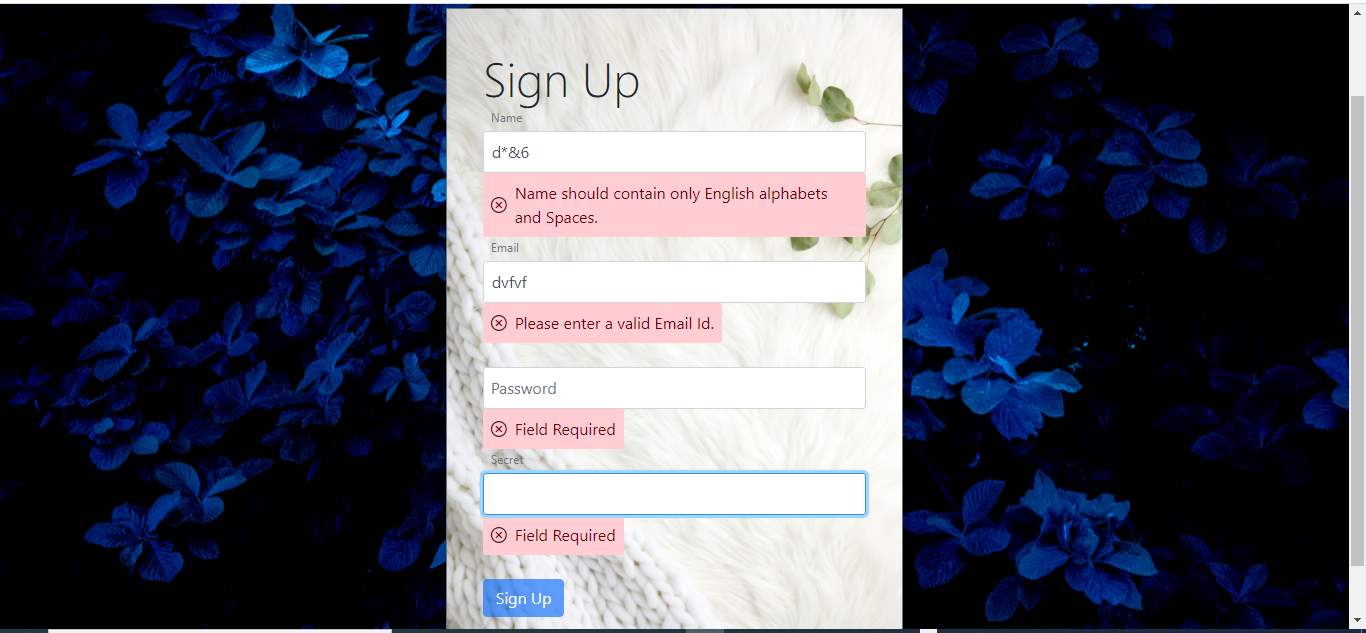 Sign Up
Name
d*&6
Name should contain only English alphabets
and Spaces.
Email
dvfvf
Please enter a valid Email Id.
Password
Field Required
Secret
Field Required
Sign Up